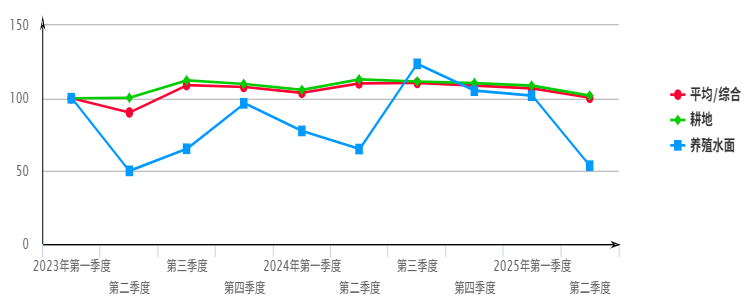 150
100
50
0
2023年第一季度
第二季度
第三季度
第四季度
2024年第一季度
第二季度
第三季度
第四季度
2025年第一季度
第二季度
平均/综合
耕地
养殖水面